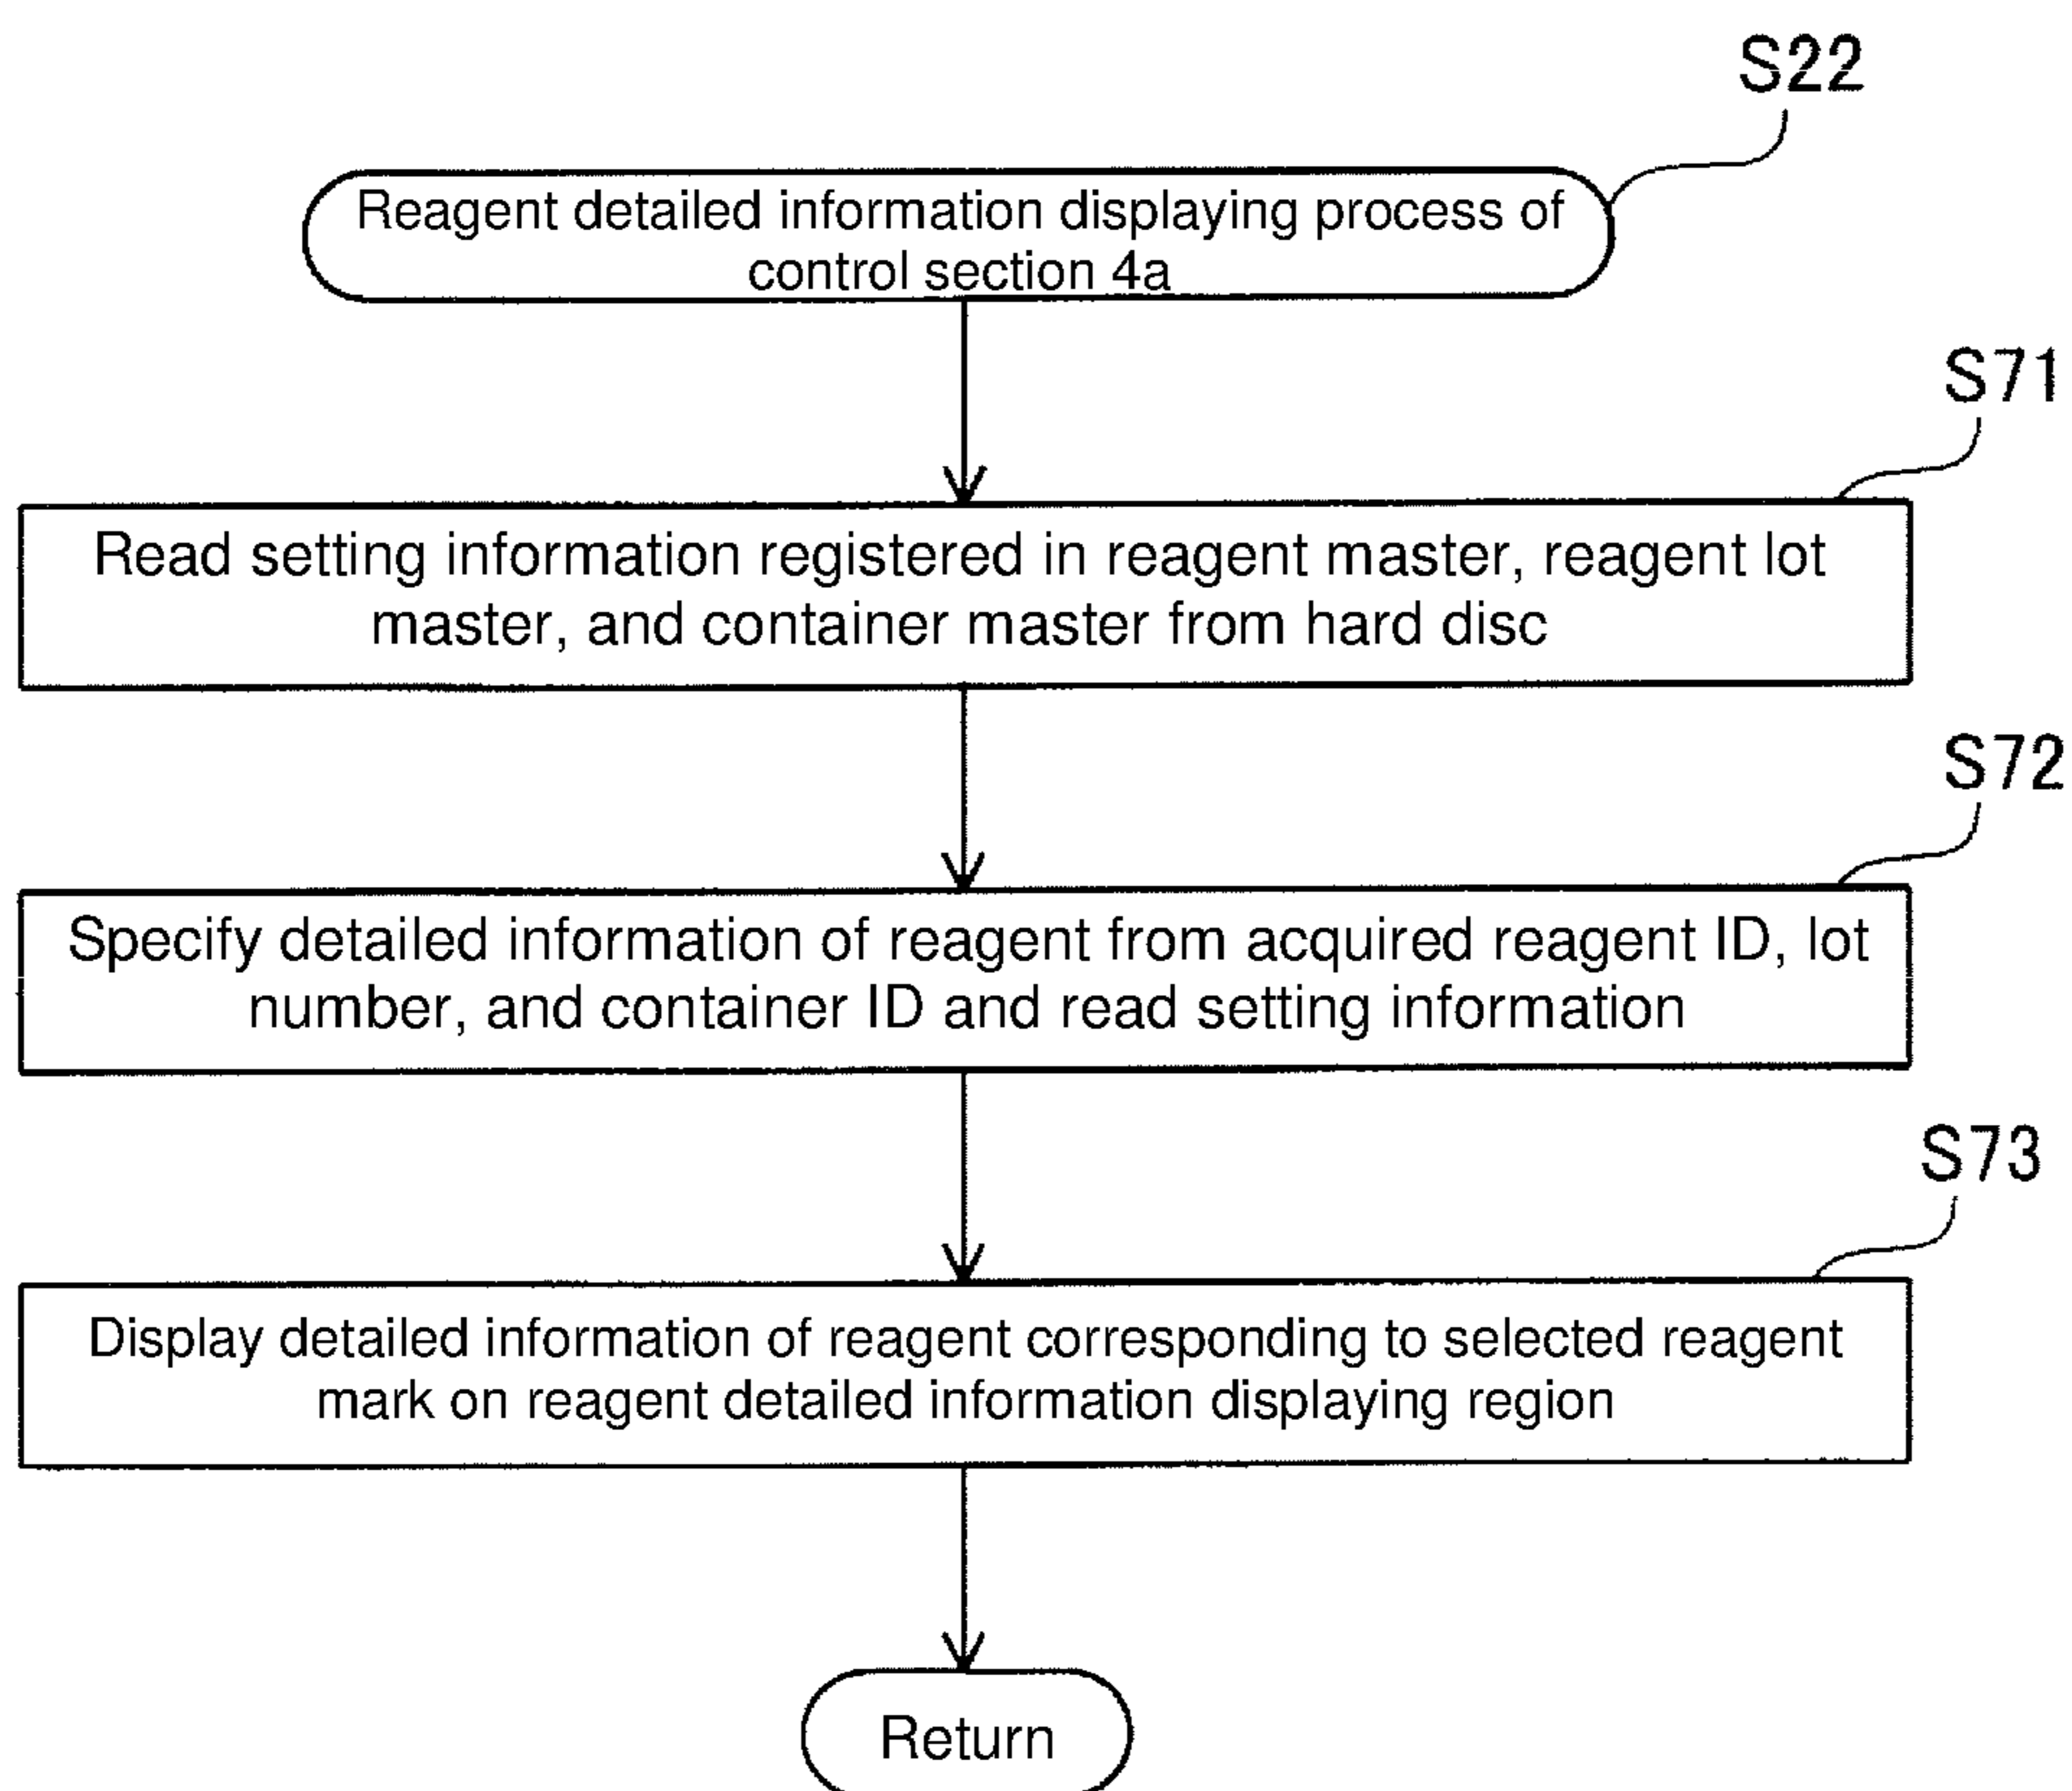 S22
Reagent detailed information displaying process of
control section 4a
S71
Read setting information registered in reagent master, reagent lot
master, and container master from hard disc
S72
Specify detailed information of reagent from acquired reagent ID, lot
number, and container ID and read setting information
S73
Display detailed information of reagent corresponding to selected reagent
mark on reagent detailed information displaying region
Return